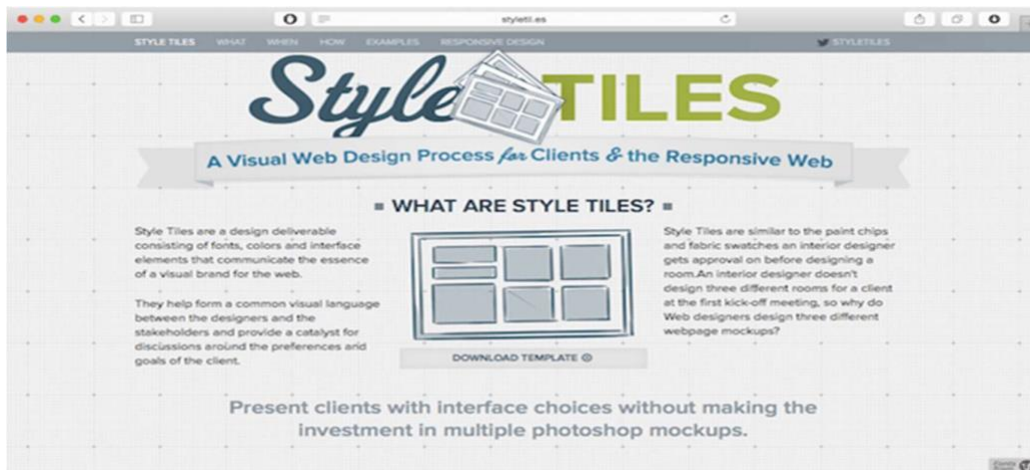 styletil.es
STYLE TILES WHAT WHEN HOW EXAMPLES RESPONSIVE DESIGN STYLETILES
Style TILES
A Visual Web Design Process for Clients & the Responsive Web
WHAT ARE STYLE TILES?
Style Tiles are a design deliverable
consisting of fonts, colors and interface
elements that communicate the essence
of a visual brand for the web.
They help form a common visual language
between the designers and the
stakeholders and provide a catalyst for
discussions around the preferences and
goals of the client.
DOWNLOAD TEMPLATE
Style Tiles are similar to the paint chips
and fabric swatches an interior designer
gets approval on before designing a
room.An interior designer doesn't
design three different rooms for a client
at the first kick-off meeting, so why do
Web designers design three different
webpage mockups?
Present clients with interface choices without making the
investment in multiple photoshop mockups.